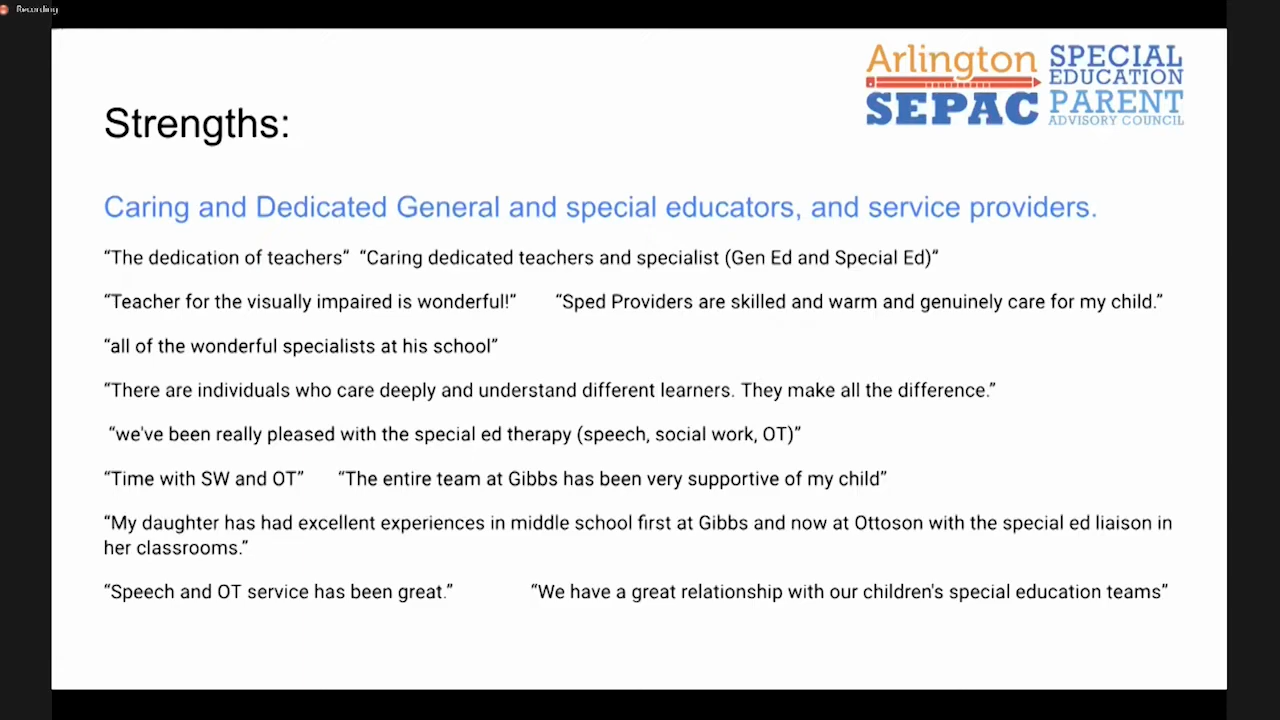 Recording
Arlington SPECIAL
EDUCATION
SEPAC PARENT
ADVISORY COUNCIL
Strengths:
Caring and Dedicated General and special educators, and service providers.
“The dedication of teachers” “Caring dedicated teachers and specialist (Gen Ed and Special Ed)”
“Teacher for the visually impaired is wonderful!” “Sped Providers are skilled and warm and genuinely care for my child.”
“all of the wonderful specialists at his school”
“There are individuals who care deeply and understand different learners. They make all the difference.”
“we've been really pleased with the special ed therapy (speech, social work, OT)”
“Time with SW and OT” “The entire team at Gibbs has been very supportive of my child”
“My daughter has had excellent experiences in middle school first at Gibbs and now at Ottoson with the special ed liaison in
her classrooms.”
“Speech and OT service has been great.” “We have a great relationship with our children's special education teams”